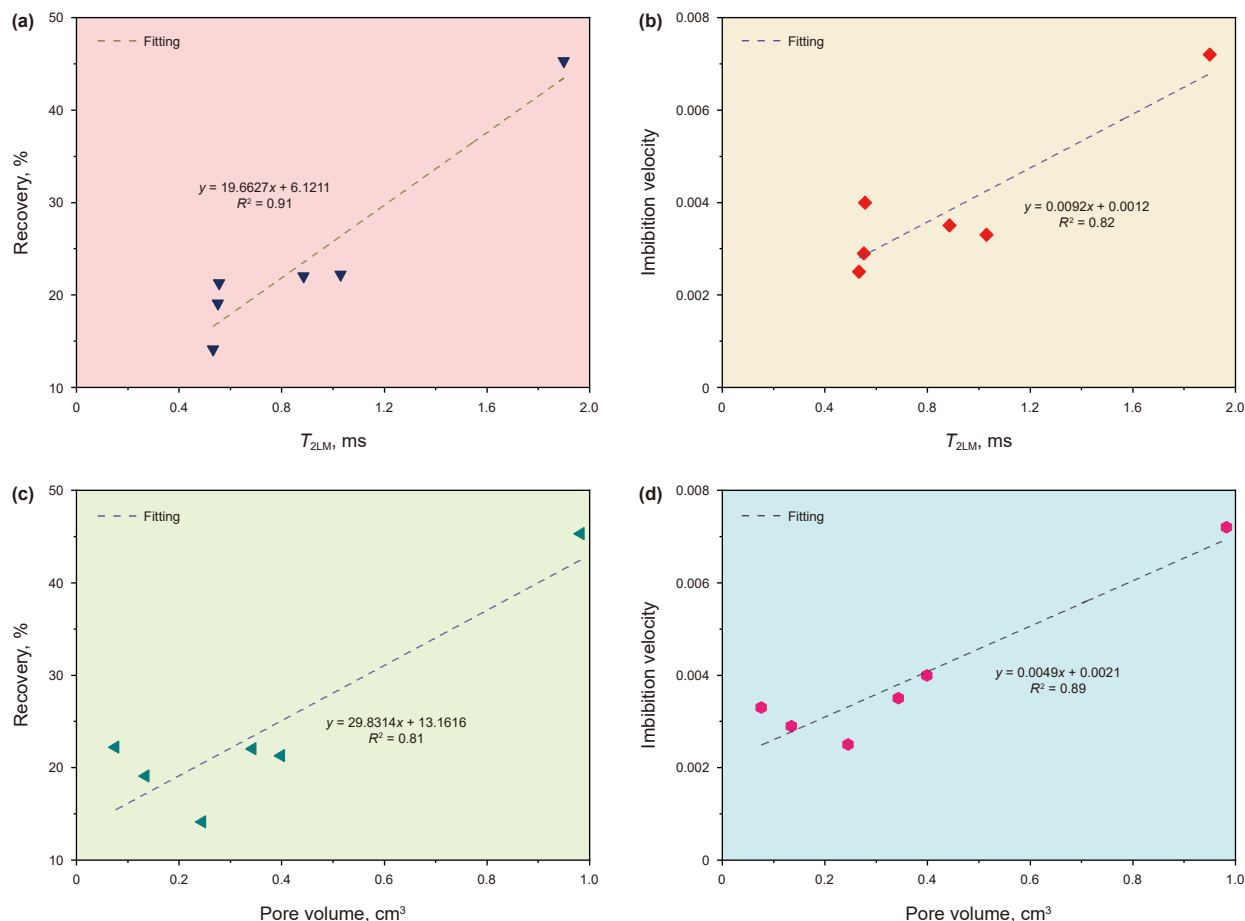 (a)
50
40
30
20
10
Recovery, %
Fitting
y = 19.6627x + 6.1211
R² = 0.91
0
0.4
0.8
1.2
1.6
2.0
T₂LM, ms
(b)
0.008
0.006
0.004
0.002
0
Imbibition velocity
Fitting
y = 0.0092x + 0.0012
R² = 0.82
0
0.4
0.8
1.2
1.6
2.0
T₂LM, ms
(c)
50
40
30
20
10
Recovery, %
Fitting
y = 29.8314x + 13.1616
R² = 0.81
0
0.2
0.4
0.6
0.8
1.0
Pore volume, cm³
(d)
0.008
0.006
0.004
0.002
0
Imbibition velocity
Fitting
y = 0.0049x + 0.0021
R² = 0.89
0
0.2
0.4
0.6
0.8
1.0
Pore volume, cm³